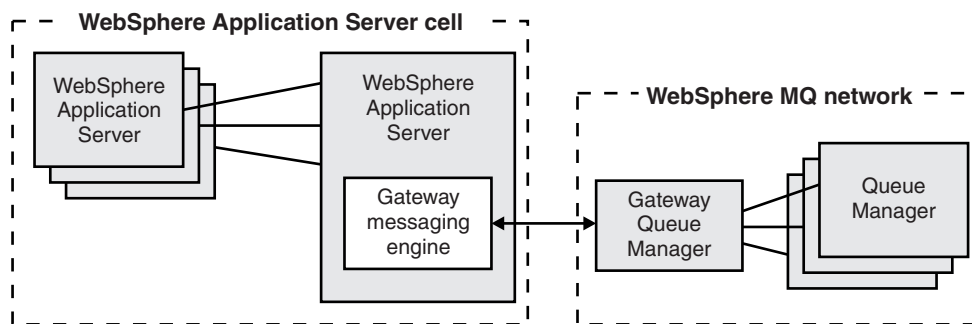 WebSphere Application Server cell
WebSphere
Application
Server
WebSphere
Application
Server
Gateway
messaging
engine
WebSphere MQ network
Gateway
Queue
Manager
Queue
Manager